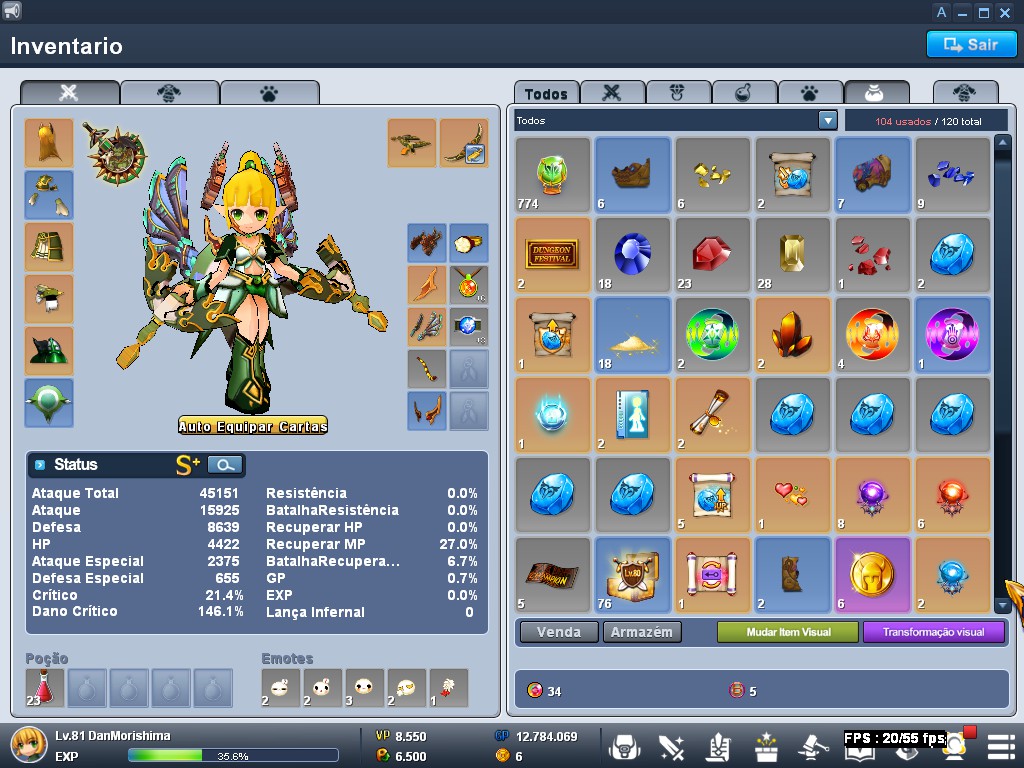 A
Inventario
Sair
Todos
Todos
104 usados / 120 total
774
6
6
2
7
9
DUNGEON FESTIVAL
2
18
23
28
1
2
1
18
2
2
4
1
1
2
2
UP
5
1
8
6
EXPANSION
5
Lv.80
76
1
2
6
2
Auto Equipar Cartas
Status S+
Ataque Total 45151
Ataque 15925
Defesa 8639
HP 4422
Ataque Especial 2375
Defesa Especial 655
Crítico 21.4%
Dano Crítico 146.1%
Resistência 0.0%
BatalhaResistência 0.0%
Recuperar HP 0.0%
Recuperar MP 27.0%
BatalhaRecupera... 6.7%
GP 0.7%
EXP 0.0%
Lança Infernal 0
Venda
Armazém
Mudar Item Visual
Transformação visual
Poção
23
Emotes
2
2
3
2
1
34
5
Lv.81 DanMorishima
EXP 35.6%
VP 8.550
6.500
GP 12.784.069
6
FPS : 20/55 fps